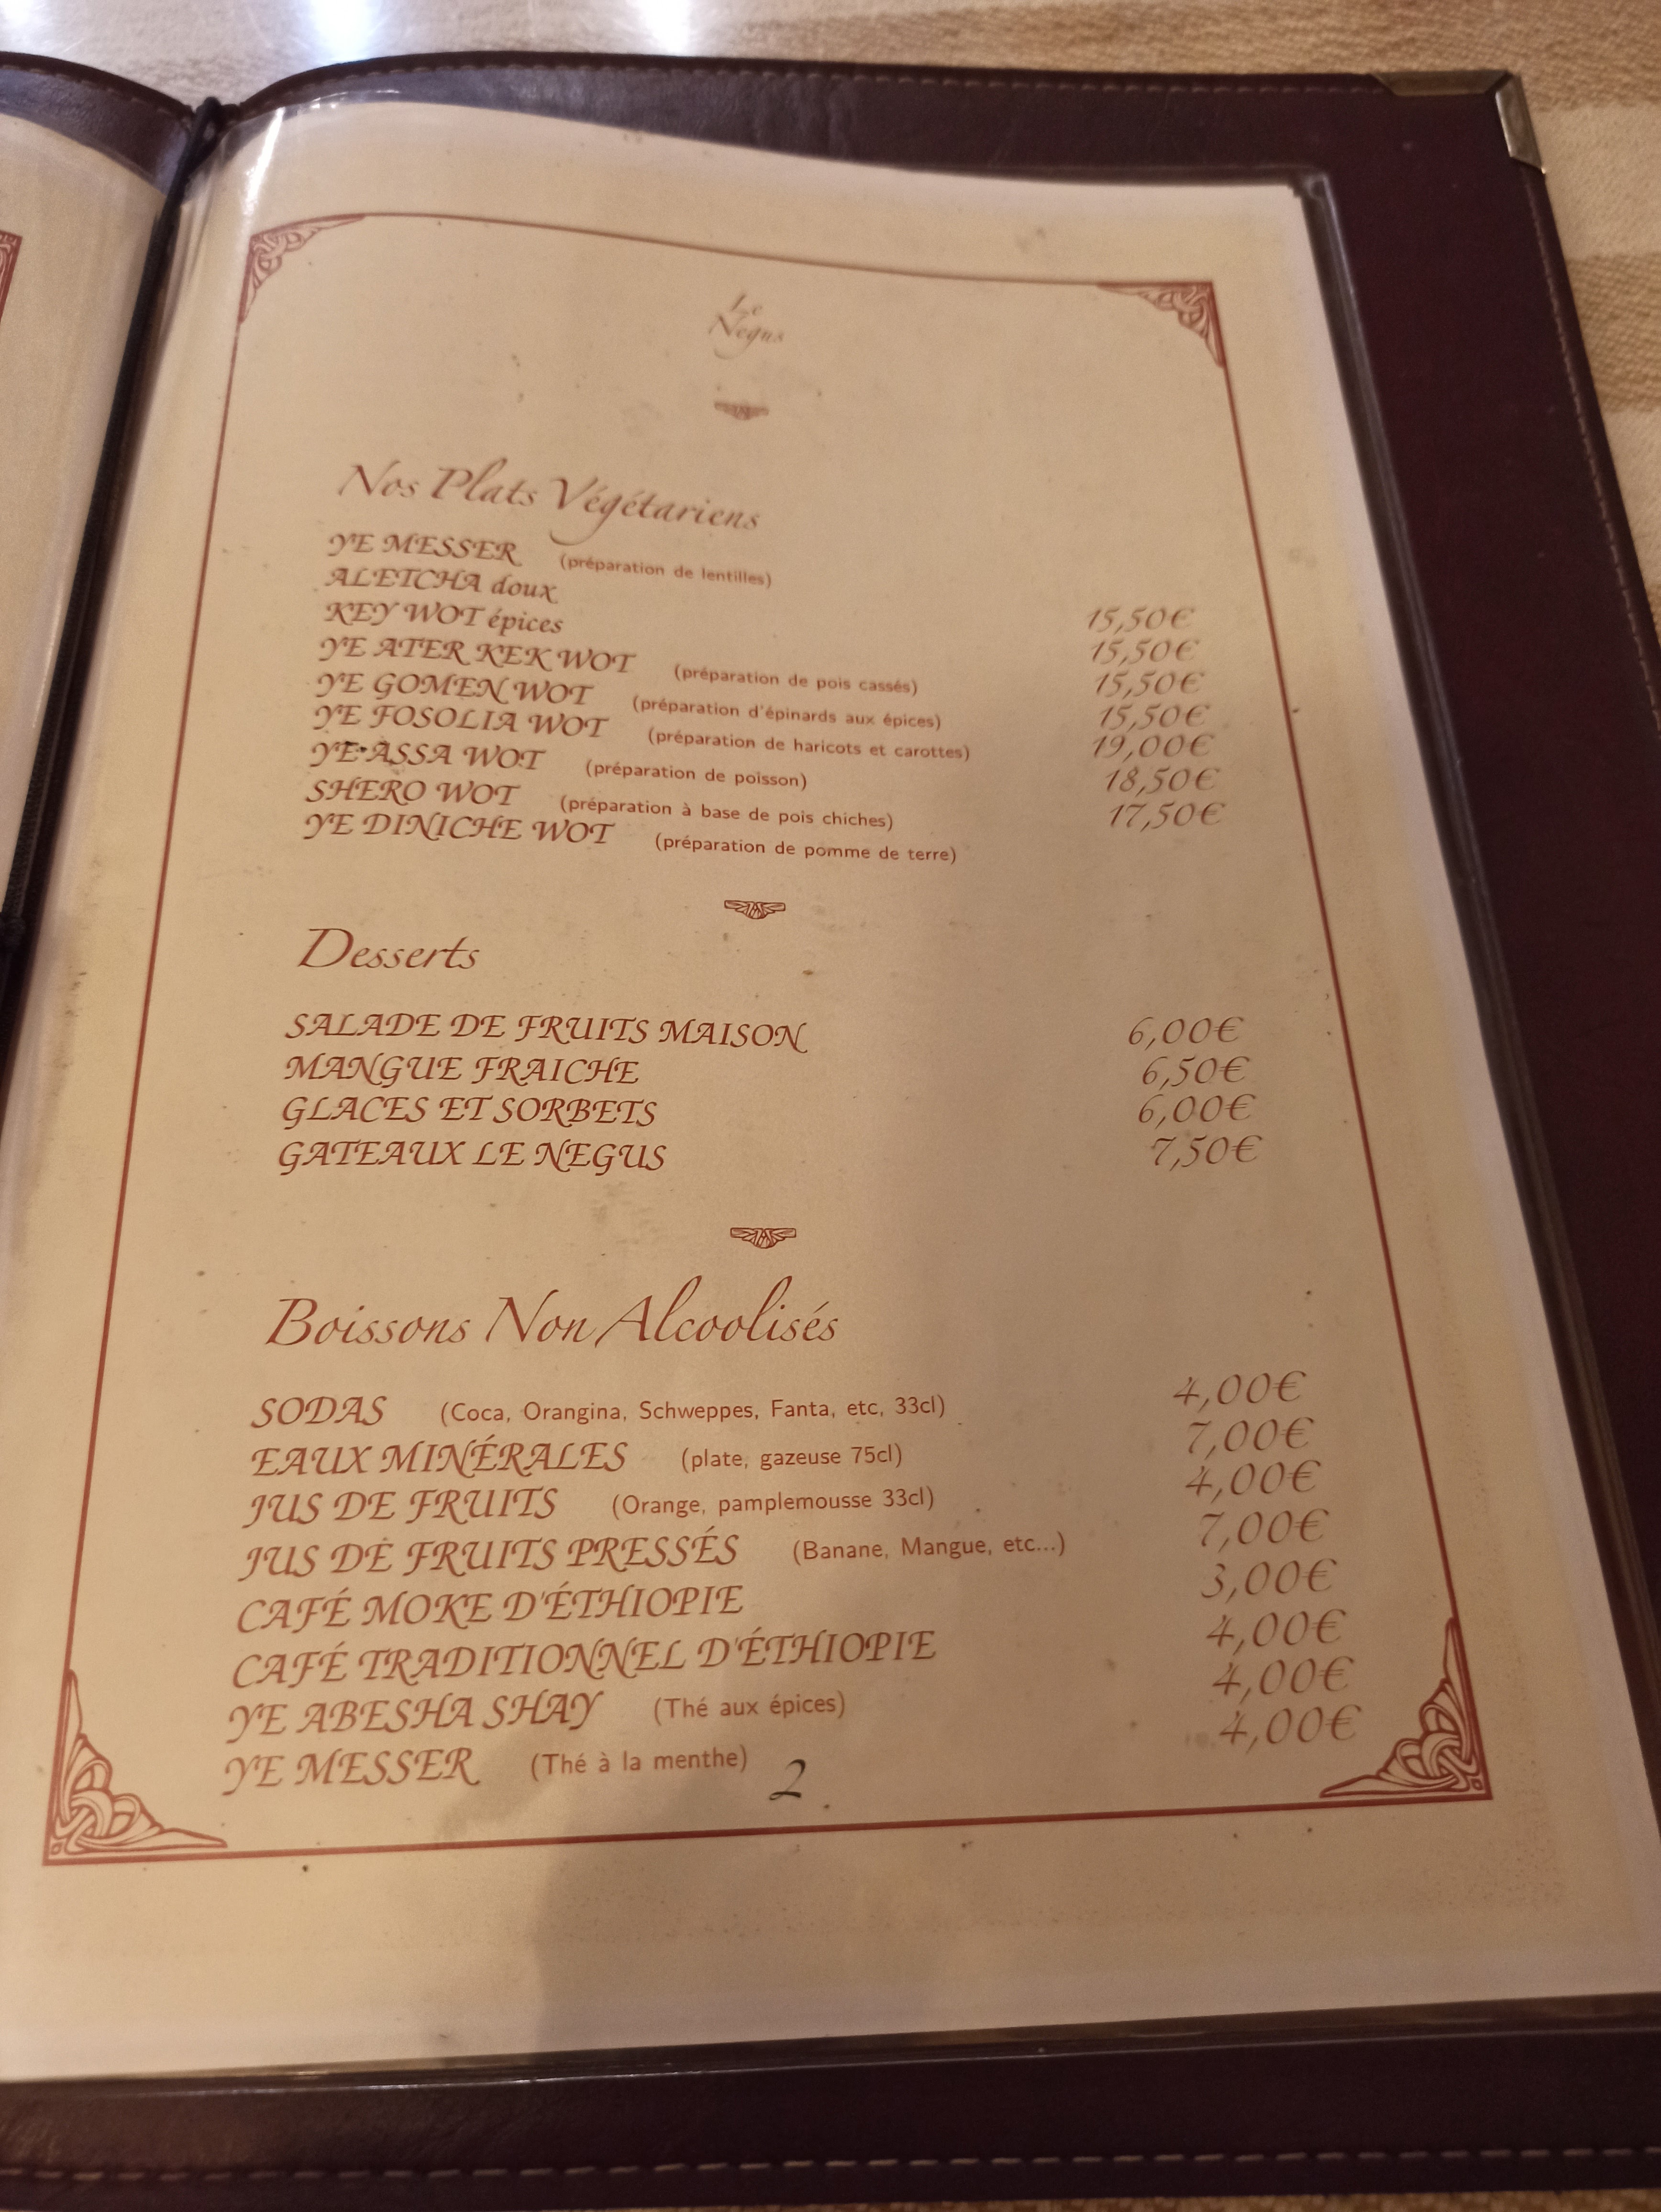 Le
Negus
Nos Plats Végétariens
YE MESSER (préparation de lentilles)
ALETCHA doux
KEY WOT épices 15,50€
YE ATER KEK WOT (préparation de pois cassés) 15,50€
YE GOMEN WOT (préparation d'épinards aux épices) 15,50€
YE FOSOLIA WOT (préparation de haricots et carottes) 15,50€
YE ASSA WOT (préparation de poisson) 19,00€
SHERO WOT (préparation à base de pois chiches) 18,50€
YE DINICHE WOT (préparation de pomme de terre) 17,50€
Desserts
SALADE DE FRUITS MAISON 6,00€
MANGUE FRAICHE 6,50€
GLACES ET SORBETS 6,00€
GATEAUX LE NEGUS 7,50€
Boissons Non Alcoolisés
SODAS (Coca, Orangina, Schweppes, Fanta, etc, 33cl) 4,00€
EAUX MINÉRALES (plate, gazeuse 75cl) 7,00€
JUS DE FRUITS (Orange, pamplemousse 33cl) 4,00€
JUS DE FRUITS PRESSÉS (Banane, Mangue, etc...) 7,00€
CAFÉ MOKE D'ÉTHIOPIE 3,00€
CAFÉ TRADITIONNEL D'ÉTHIOPIE 4,00€
YE ABESHA SHAY (Thé aux épices) 4,00€
YE MESSER (Thé à la menthe) 4,00€
2